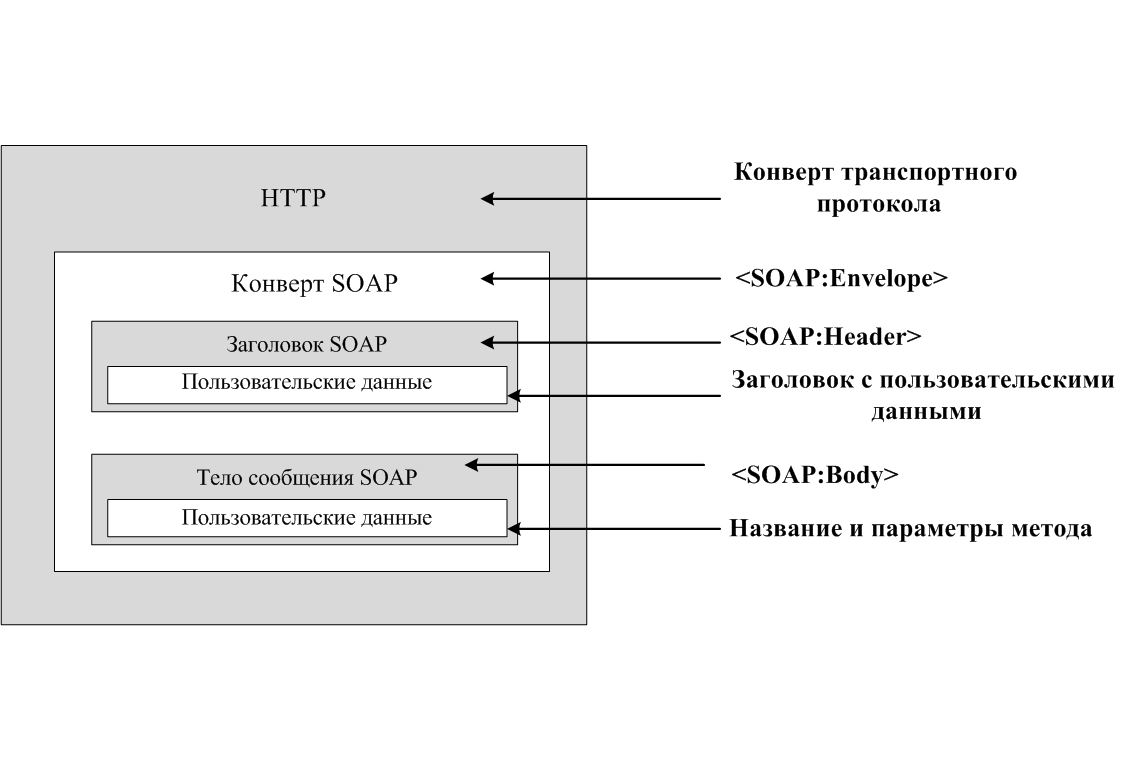 HTTP
Конверт транспортного
протокола
Конверт SOAP
<SOAP:Envelope>
Заголовок SOAP
<SOAP:Header>
Пользовательские данные
Заголовок с пользовательскими
данными
Тело сообщения SOAP
<SOAP:Body>
Пользовательские данные
Название и параметры метода